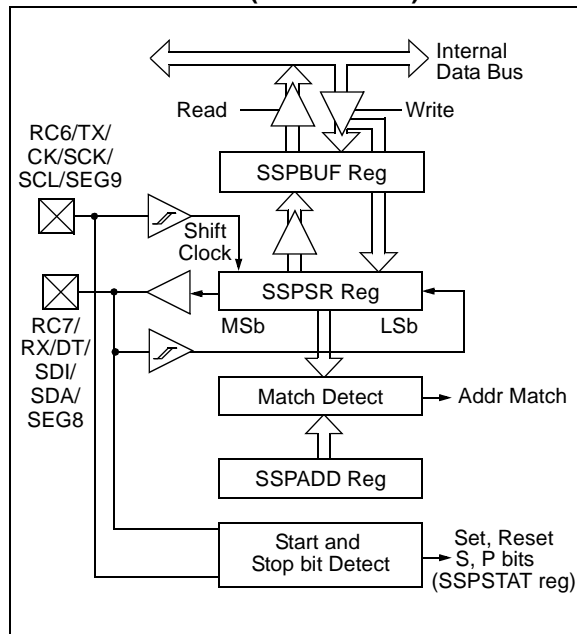 Internal
Data Bus
Read
Write
RC6/TX/
CK/SCK/
SCL/SEG9
SSPBUF Reg
Shift
Clock
SSPSR Reg
MSb
LSb
RC7/
RX/DT/
SDI/
SDA/
SEG8
Match Detect
Addr Match
SSPADD Reg
Start and
Stop bit Detect
Set, Reset
S, P bits
(SSPSTAT reg)